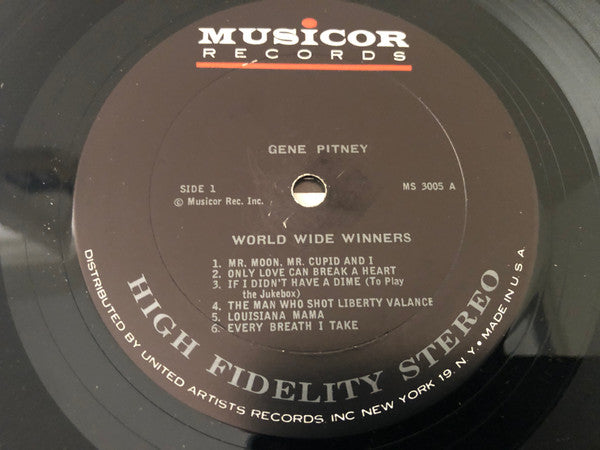 MUSiCOR
RECORDS
GENE PITNEY
SIDE 1
MS 3005 A
© Musicor Rec. Inc.
WORLD WIDE WINNERS
1. MR. MOON, MR. CUPID AND I
2. ONLY LOVE CAN BREAK A HEART
3. IF I DIDN'T HAVE A DIME (To Play
the Jukebox)
4. THE MAN WHO SHOT LIBERTY VALANCE
5. LOUISIANA MAMA
6. EVERY BREATH I TAKE
HIGH FIDELITY STEREO
DISTRIBUTED BY UNITED ARTISTS RECORDS, INC NEW YORK 19, N.Y. • MADE IN U.S.A.